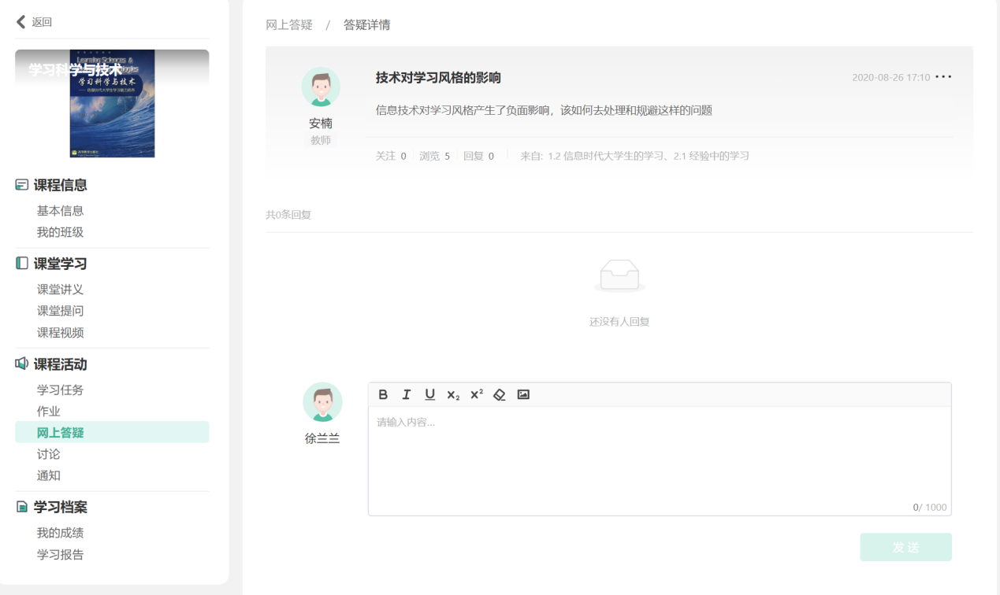 返回
学习科学与技术
Learning Sciences &
学习科学与技术
课程信息
基本信息
我的班级
课堂学习
课堂讲义
课堂提问
课程视频
课程活动
学习任务
作业
网上答疑
讨论
通知
学习档案
我的成绩
学习报告
网上答疑 / 答疑详情
安楠
教师
技术对学习风格的影响
2020-08-26 17:10
信息技术对学习风格产生了负面影响，该如何去处理和规避这样的问题
关注 0 浏览 5 回复 0 来自: 1.2 信息时代大学生的学习、2.1 经验中的学习
共0条回复
还没有人回复
徐兰兰
B I U X₂ X²
请输入内容...
0/ 1000
发 送